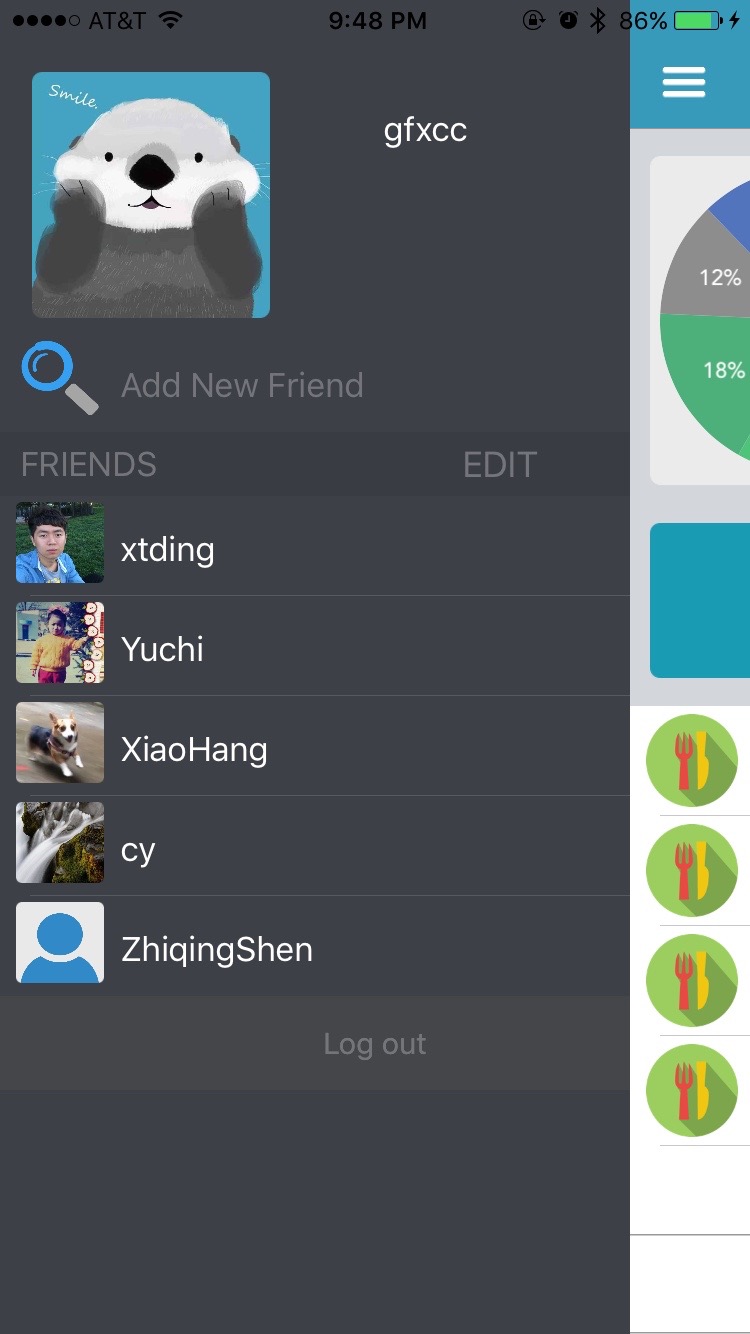 AT&T 9:48 PM 86%
Smile.
gfxcc
12%
18%
Add New Friend
FRIENDS EDIT
xtding
Yuchi
XiaoHang
cy
ZhiqingShen
Log out